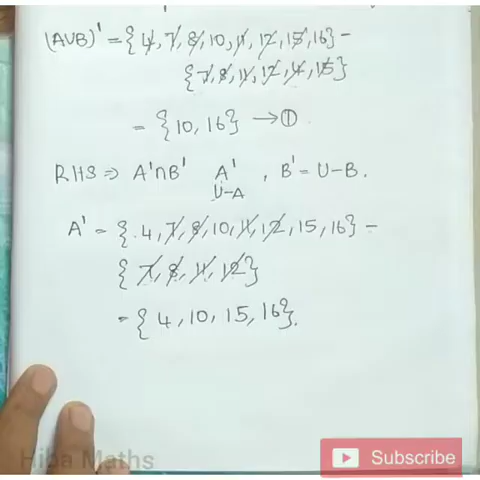 (AUB)' = {4, 7, 8, 10, 11, 12, 15, 16} -
{7, 8, 11, 12, 4, 15}
= {10, 16} → ①
RHS ⇒ A'∩B' A' , B' = U-B.
U-A
A' = {4, 7, 8, 10, 11, 12, 15, 16} -
{7, 8, 11, 12}
= {4, 10, 15, 16}.
Hiba Maths
Subscribe